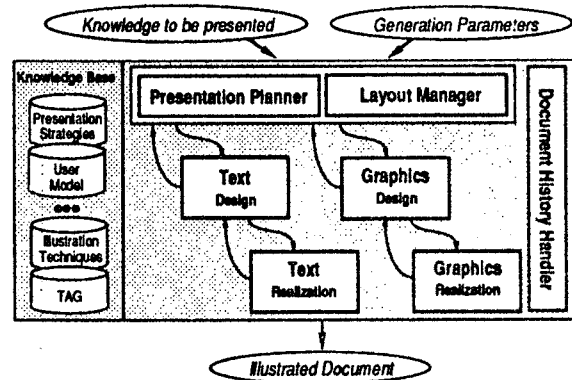 Knowledge to be presented
Generation Parameters
Knowledge Base
Presentation
Strategies
User
Model
Illustration
Techniques
TAG
Presentation Planner
Layout Manager
Text
Design
Graphics
Design
Text
Realization
Graphics
Realization
Document History Handler
Illustrated Document